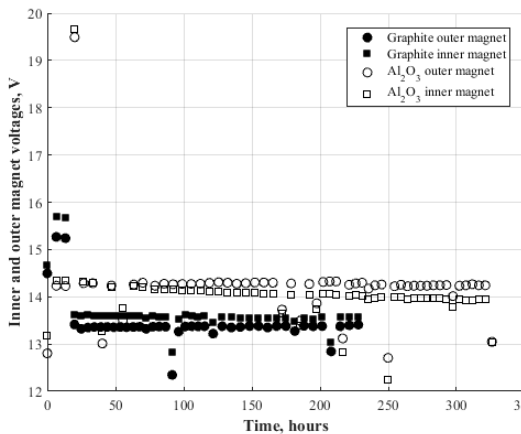 20
19
18
17
16
15
14
13
12
0
50
100
150
200
250
300
Inner and outer magnet voltages, V
Time, hours
Graphite outer magnet
Graphite inner magnet
Al₂O₃ outer magnet
Al₂O₃ inner magnet